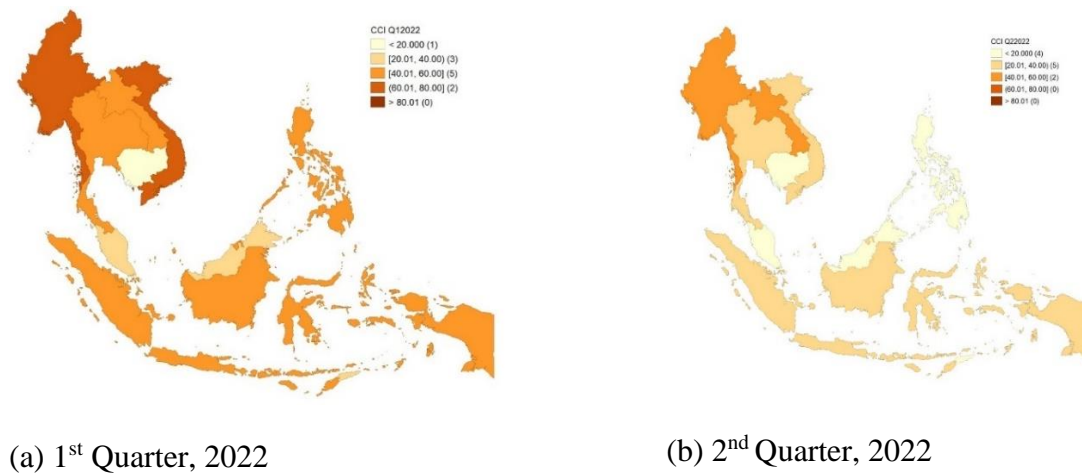 CCI Q12022
< 20.000 (1)
[20.01, 40.00) (3)
[40.01, 60.00] (5)
(60.01, 80.00] (2)
> 80.01 (0)
CCI Q22022
< 20.000 (4)
[20.01, 40.00) (5)
[40.01, 60.00] (2)
(60.01, 80.00] (0)
> 80.01 (0)
(a) 1st Quarter, 2022
(b) 2nd Quarter, 2022